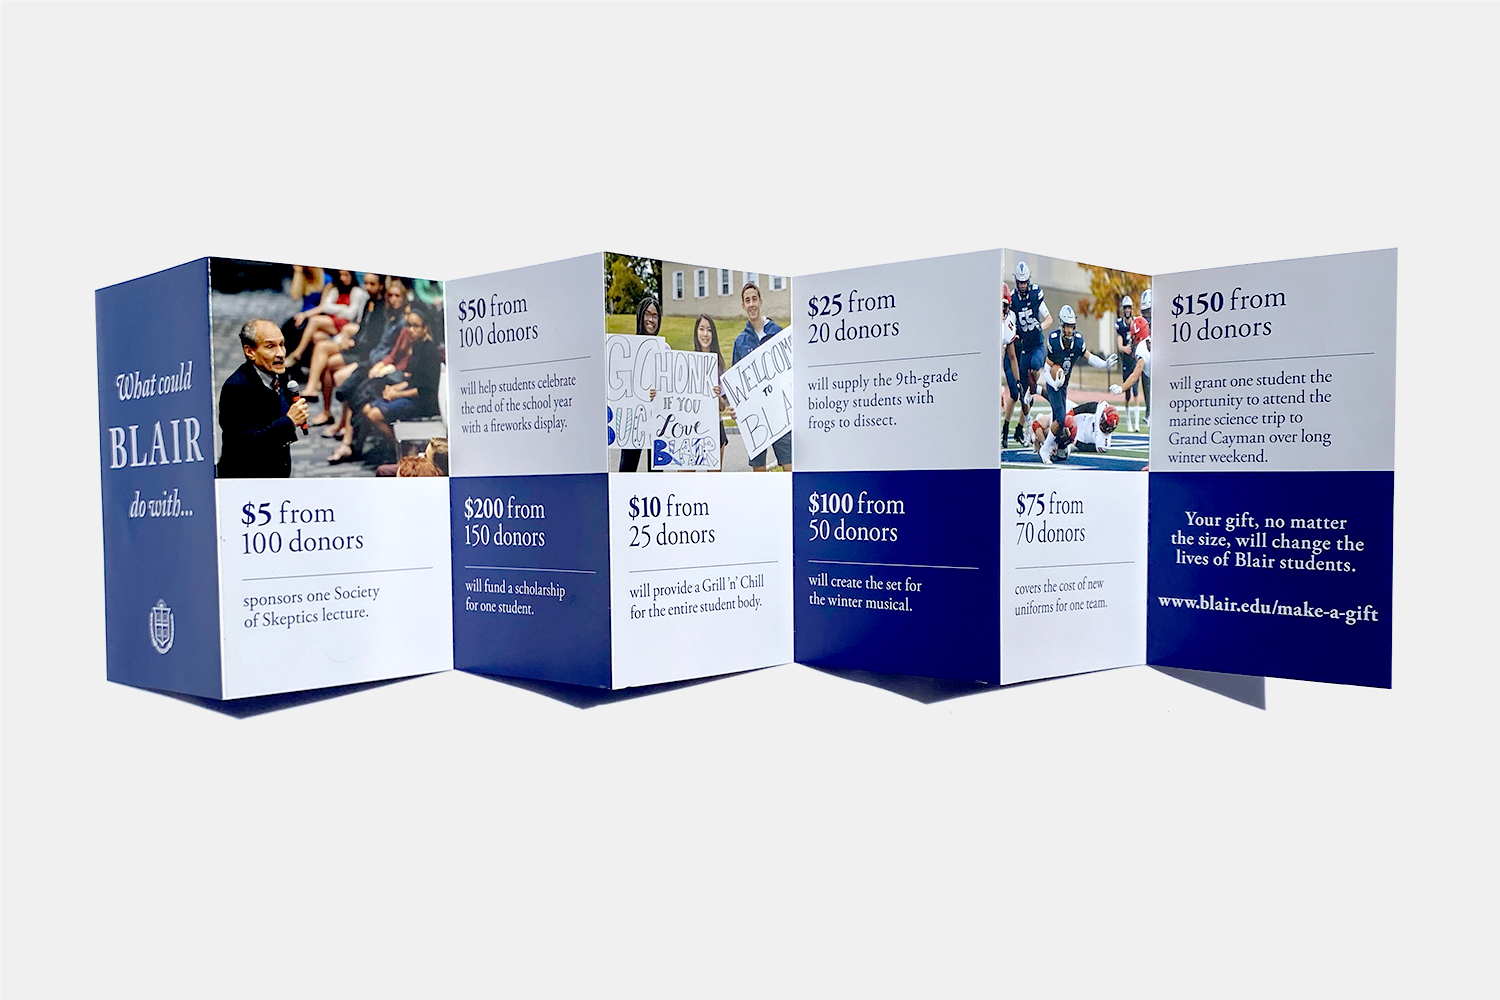 What could
BLAIR
do with...
$5 from
100 donors
sponsors one Society
of Skeptics lecture.
$50 from
100 donors
will help students celebrate
the end of the school year
with a fireworks display.
$200 from
150 donors
will fund a scholarship
for one student.
GO
BUC
HONK
IF YOU
Love
BLAIR
WELCOME
TO
BLA
$10 from
25 donors
will provide a Grill 'n' Chill
for the entire student body.
$25 from
20 donors
will supply the 9th-grade
biology students with
frogs to dissect.
$100 from
50 donors
will create the set for
the winter musical.
55
$75 from
70 donors
covers the cost of new
uniforms for one team.
$150 from
10 donors
will grant one student the
opportunity to attend the
marine science trip to
Grand Cayman over long
winter weekend.
Your gift, no matter
the size, will change the
lives of Blair students.
www.blair.edu/make-a-gift